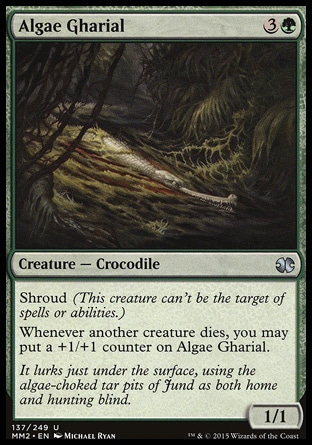 Algae Gharial 3
Creature — Crocodile
Shroud (This creature can't be the target of
spells or abilities.)
Whenever another creature dies, you may
put a +1/+1 counter on Algae Gharial.
It lurks just under the surface, using the
algae-choked tar pits of Jund as both home
and hunting blind.
1/1
137/249 U
MM2 • EN Michael Ryan
™ & © 2015 Wizards of the Coast